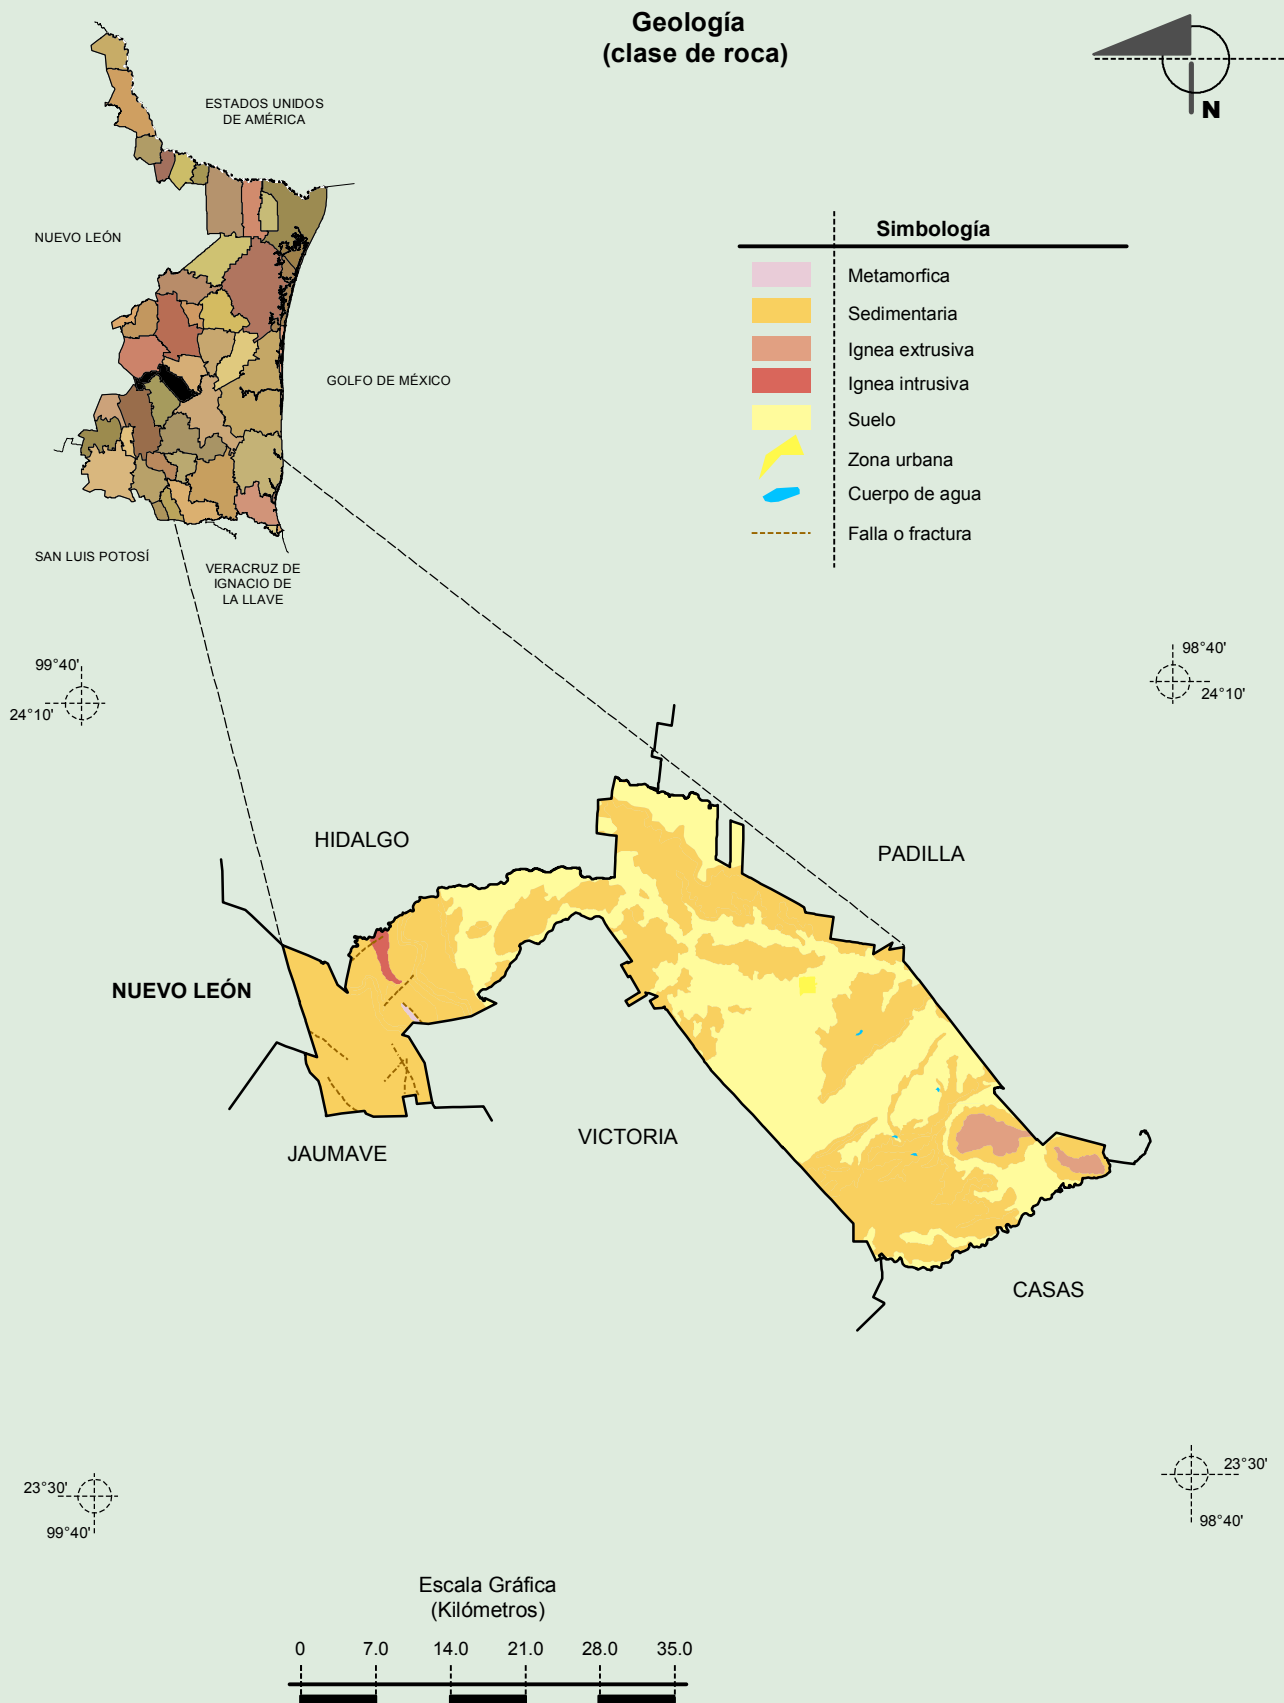 Geología
(clase de roca)
N
ESTADOS UNIDOS
DE AMÉRICA
NUEVO LEÓN
GOLFO DE MÉXICO
SAN LUIS POTOSÍ
VERACRUZ DE
IGNACIO DE
LA LLAVE
Simbología
Metamorfica
Sedimentaria
Ignea extrusiva
Ignea intrusiva
Suelo
Zona urbana
Cuerpo de agua
Falla o fractura
99°40'
24°10'
98°40'
24°10'
HIDALGO
PADILLA
NUEVO LEÓN
JAUMAVE
VICTORIA
CASAS
23°30'
99°40'
23°30'
98°40'
Escala Gráfica
(Kilómetros)
0 7.0 14.0 21.0 28.0 35.0